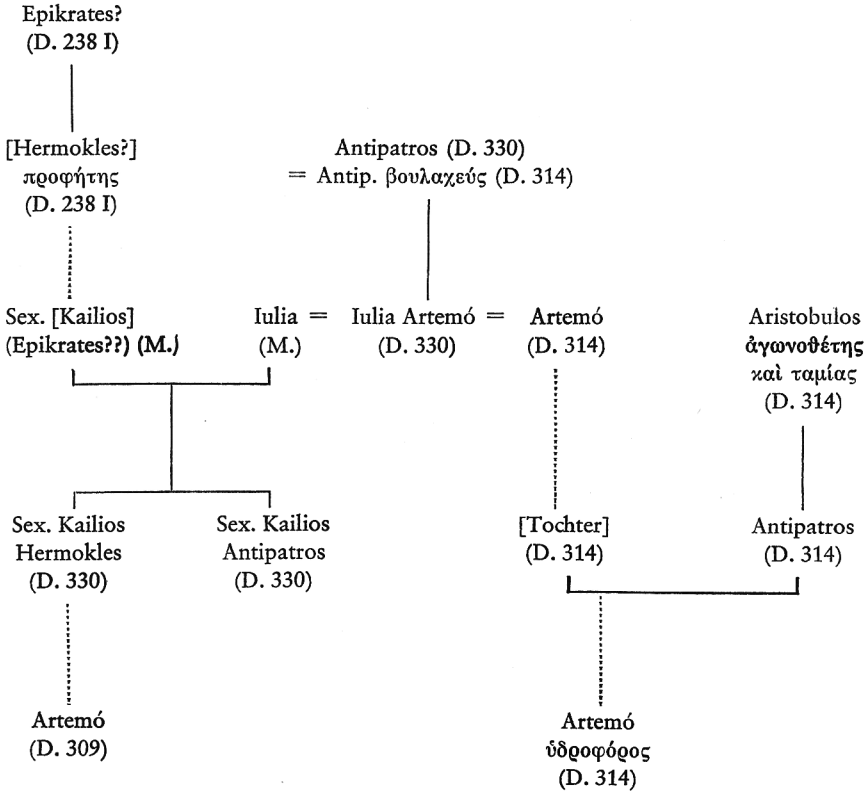 Epikrates?
(D. 238 I)
[Hermokles?]
προφήτης
(D. 238 I)
Antipatros (D. 330)
= Antip. βουλαχεύς (D. 314)
Sex. [Kailios]
(Epikrates??) (M.)
Iulia =
(M.)
Iulia Artemó =
(D. 330)
Artemó
(D. 314)
Aristobulos
ἀγωνοθέτης
καὶ ταμίας
(D. 314)
Sex. Kailios
Hermokles
(D. 330)
Sex. Kailios
Antipatros
(D. 330)
[Tochter]
(D. 314)
Antipatros
(D. 314)
Artemó
(D. 309)
Artemó
ὑδροφόρος
(D. 314)